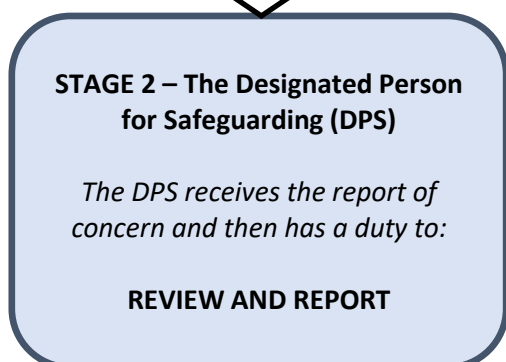 STAGE 2 – The Designated Person
for Safeguarding (DPS)
The DPS receives the report of
concern and then has a duty to:
REVIEW AND REPORT